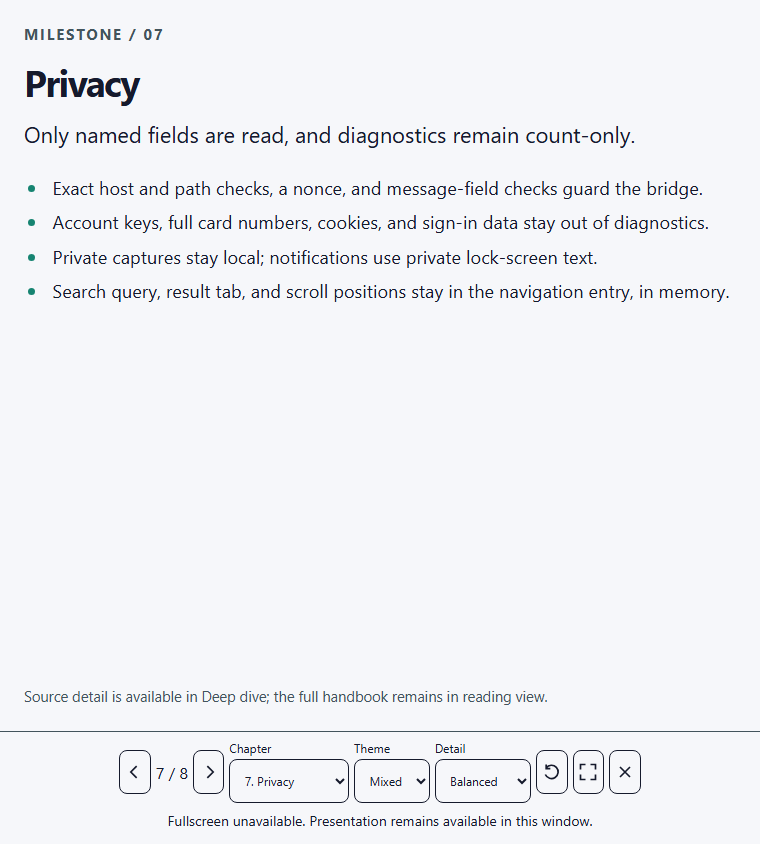 MILESTONE / 07
Privacy
Only named fields are read, and diagnostics remain count-only.
Exact host and path checks, a nonce, and message-field checks guard the bridge.
Account keys, full card numbers, cookies, and sign-in data stay out of diagnostics.
Private captures stay local; notifications use private lock-screen text.
Search query, result tab, and scroll positions stay in the navigation entry, in memory.
Source detail is available in Deep dive; the full handbook remains in reading view.
Chapter Theme Detail
7 / 8 7. Privacy Mixed Balanced
Fullscreen unavailable. Presentation remains available in this window.